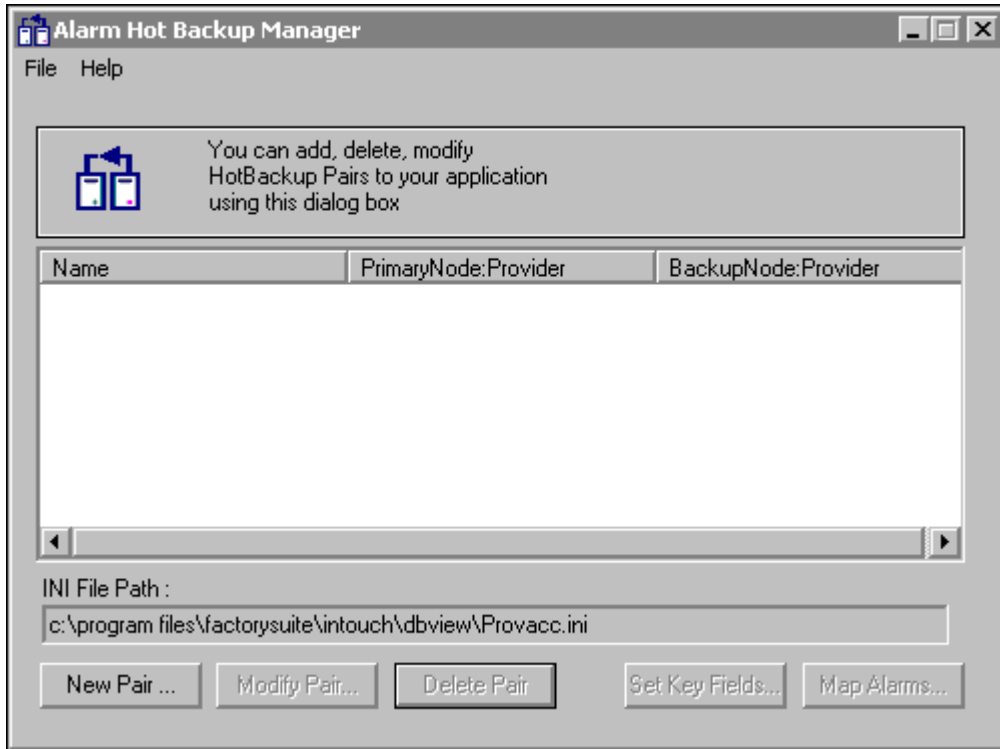 Alarm Hot Backup Manager
File Help
You can add, delete, modify
HotBackup Pairs to your application
using this dialog box
Name PrimaryNode:Provider BackupNode:Provider
INI File Path :
c:\program files\factorysuite\intouch\dbview\Provacc.ini
New Pair ... Modify Pair... Delete Pair Set Key Fields... Map Alarms...